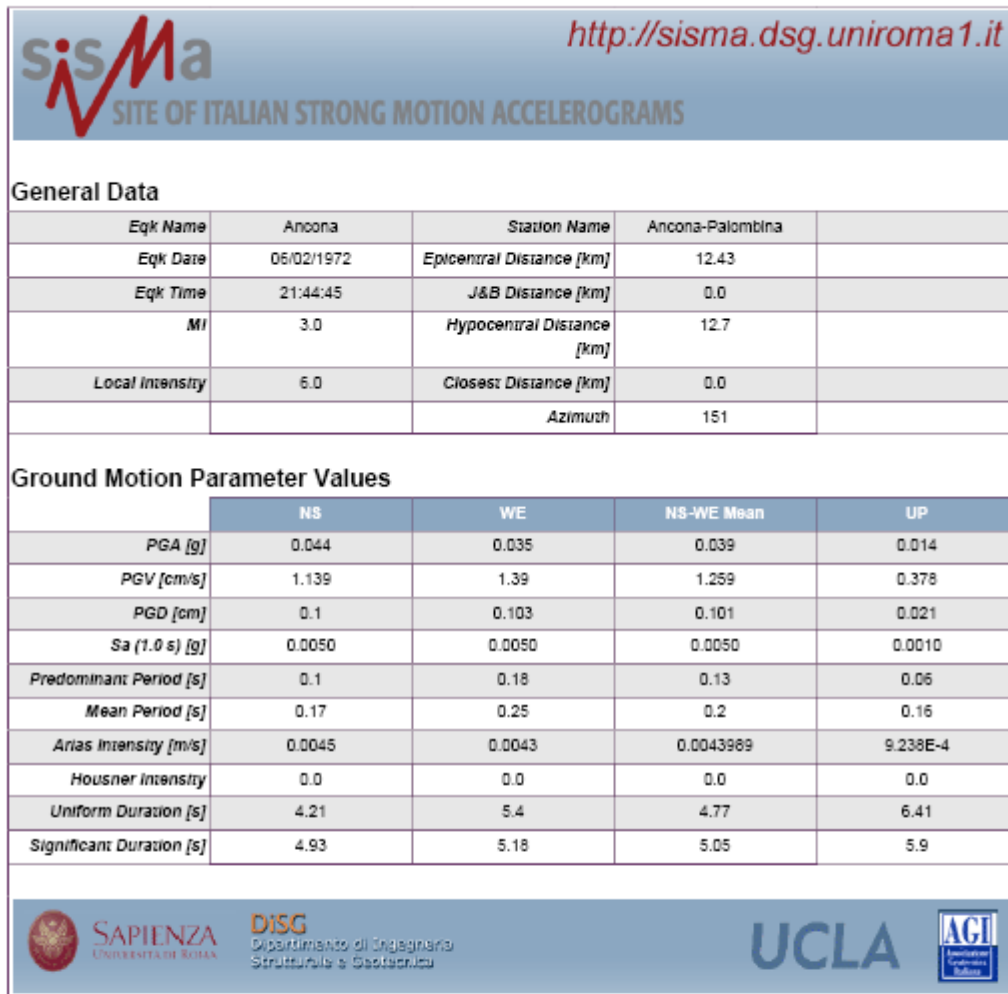 http://sisma.dsg.uniroma1.it
sisMa
SITE OF ITALIAN STRONG MOTION ACCELEROGRAMS
General Data
Eqk Name Ancona Station Name Ancona-Palombina
Eqk Date 06/02/1972 Epicentral Distance [km] 12.43
Eqk Time 21:44:45 J&B Distance [km] 0.0
Ml 3.0 Hypocentral Distance [km] 12.7
Local Intensity 6.0 Closest Distance [km] 0.0
Azimuth 151
Ground Motion Parameter Values
NS WE NS-WE Mean UP
PGA [g] 0.044 0.035 0.039 0.014
PGV [cm/s] 1.139 1.39 1.259 0.378
PGD [cm] 0.1 0.103 0.101 0.021
Sa (1.0 s) [g] 0.0050 0.0050 0.0050 0.0010
Predominant Period [s] 0.1 0.18 0.13 0.06
Mean Period [s] 0.17 0.25 0.2 0.16
Arias Intensity [m/s] 0.0045 0.0043 0.0043989 9.238E-4
Housner Intensity 0.0 0.0 0.0 0.0
Uniform Duration [s] 4.21 5.4 4.77 6.41
Significant Duration [s] 4.93 5.18 5.05 5.9
SAPIENZA
UNIVERSITÀ DI ROMA
DiSG
Dipartimento di Ingegneria
Strutturale e Geotecnica
UCLA
AGI
Associazione
Geotecnica
Italiana